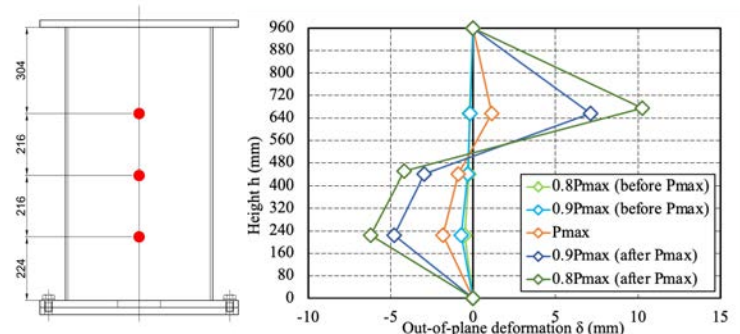 304
216
216
224
Height h (mm)
960
880
800
720
640
560
480
400
320
240
160
80
0
0.8Pmax (before Pmax)
0.9Pmax (before Pmax)
Pmax
0.9Pmax (after Pmax)
0.8Pmax (after Pmax)
-10 -5 0 5 10 15
Out-of-plane deformation δ (mm)